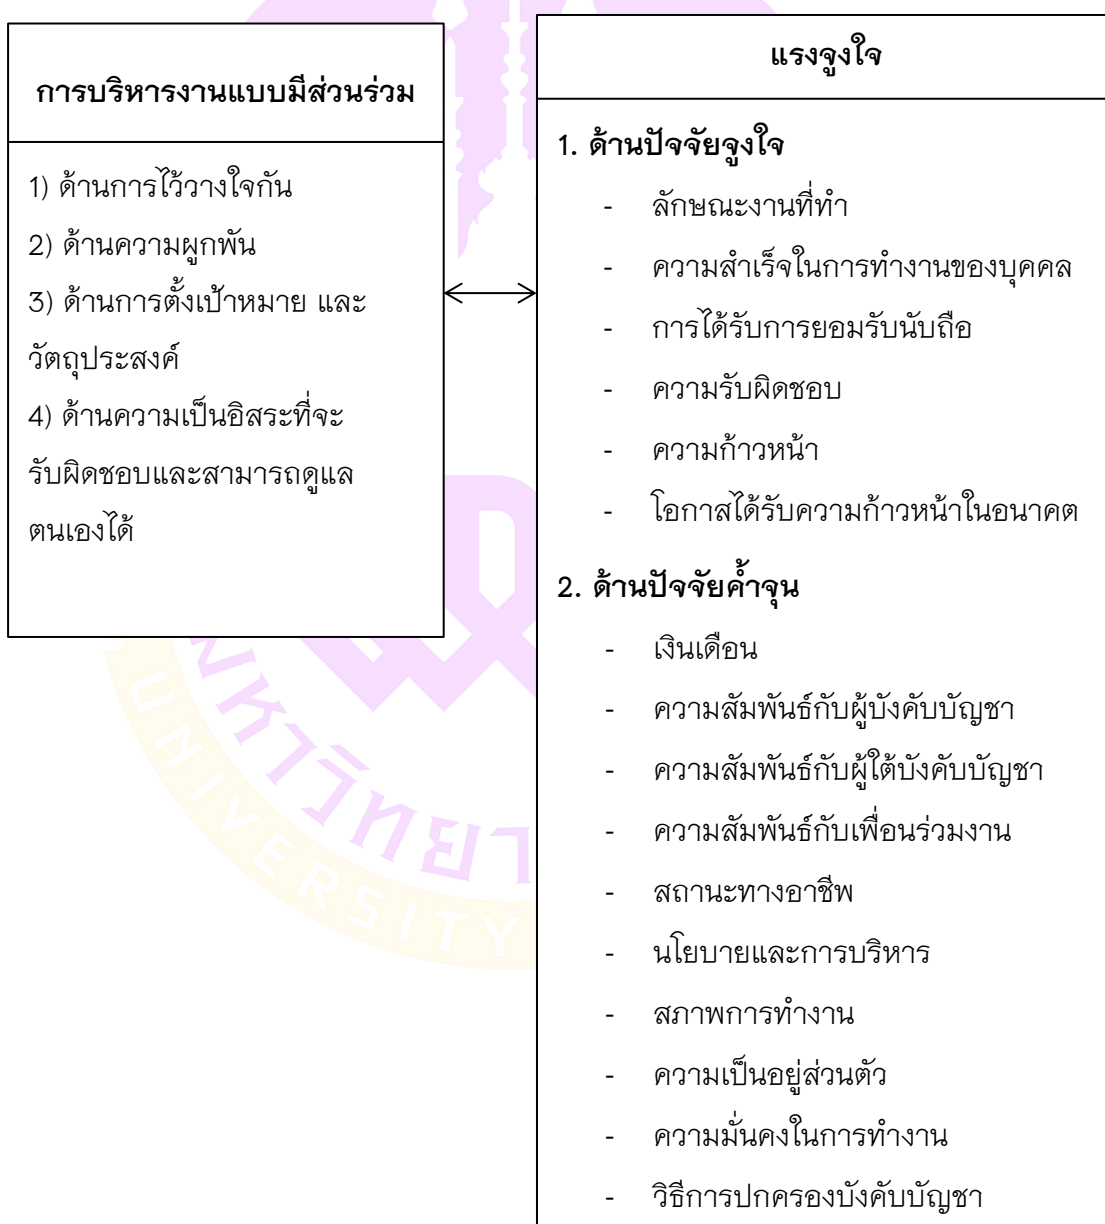 การบริหารงานแบบมีส่วนร่วม
1) ด้านการไว้วางใจกัน
2) ด้านความผูกพัน
3) ด้านการตั้งเป้าหมาย และ
วัตถุประสงค์
4) ด้านความเป็นอิสระที่จะ
รับผิดชอบและสามารถดูแล
ตนเองได้
แรงจูงใจ
1. ด้านปัจจัยจูงใจ
- ลักษณะงานที่ทำ
- ความสำเร็จในการทำงานของบุคคล
- การได้รับการยอมรับนับถือ
- ความรับผิดชอบ
- ความก้าวหน้า
- โอกาสได้รับความก้าวหน้าในอนาคต
2. ด้านปัจจัยค้ำจุน
- เงินเดือน
- ความสัมพันธ์กับผู้บังคับบัญชา
- ความสัมพันธ์กับผู้ใต้บังคับบัญชา
- ความสัมพันธ์กับเพื่อนร่วมงาน
- สถานะทางอาชีพ
- นโยบายและการบริหาร
- สภาพการทำงาน
- ความเป็นอยู่ส่วนตัว
- ความมั่นคงในการทำงาน
- วิธีการปกครองบังคับบัญชา
UNIVERSITY